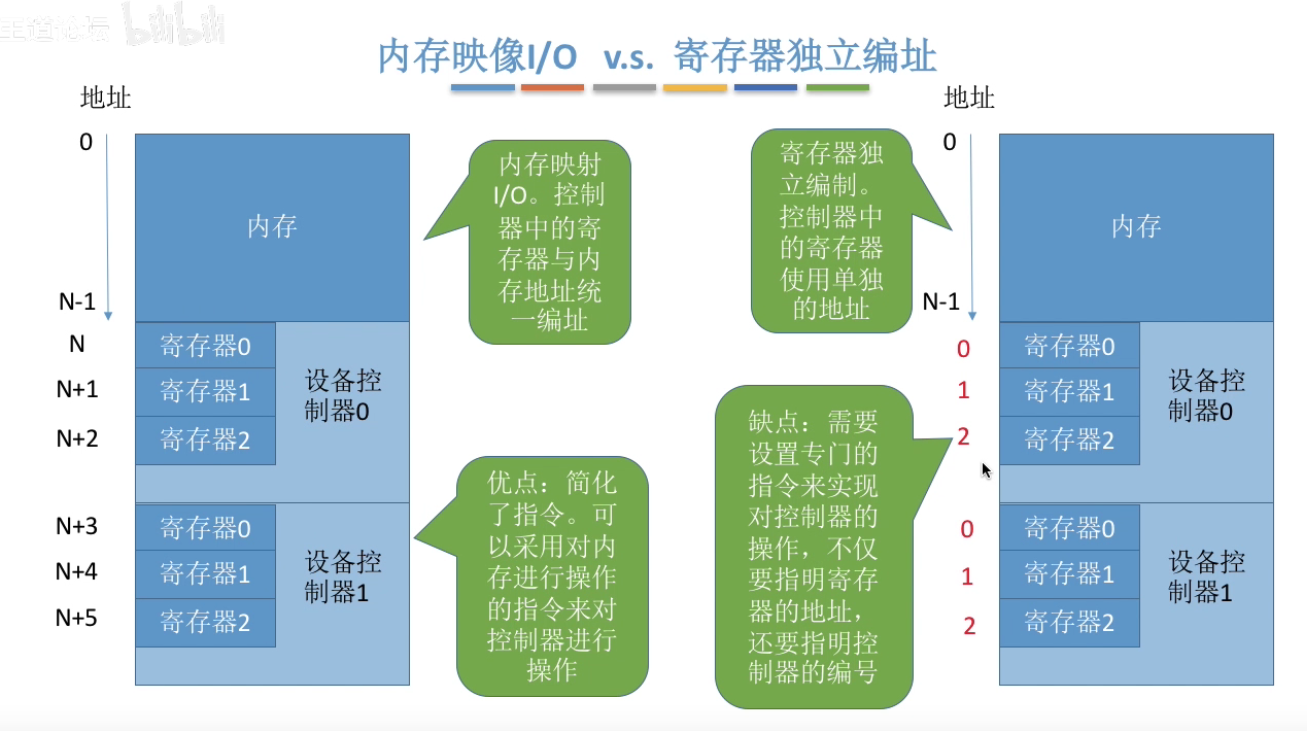 王道论坛 bilibili
内存映像I/O v.s. 寄存器独立编址
地址
0
内存
N-1
N
寄存器0
N+1
寄存器1
N+2
寄存器2
设备控
制器0
N+3
寄存器0
N+4
寄存器1
N+5
寄存器2
设备控
制器1
内存映射
I/O。控制
器中的寄
存器与内
存地址统
一编址
优点：简化
了指令。可
以采用对内
存进行操作
的指令来对
控制器进行
操作
寄存器独
立编制。
控制器中
的寄存器
使用单独
的地址
缺点：需要
设置专门的
指令来实现
对控制器的
操作，不仅
要指明寄存
器的地址，
还要指明控
制器的编号
地址
0
内存
N-1
0
寄存器0
1
寄存器1
2
寄存器2
设备控
制器0
0
寄存器0
1
寄存器1
2
寄存器2
设备控
制器1